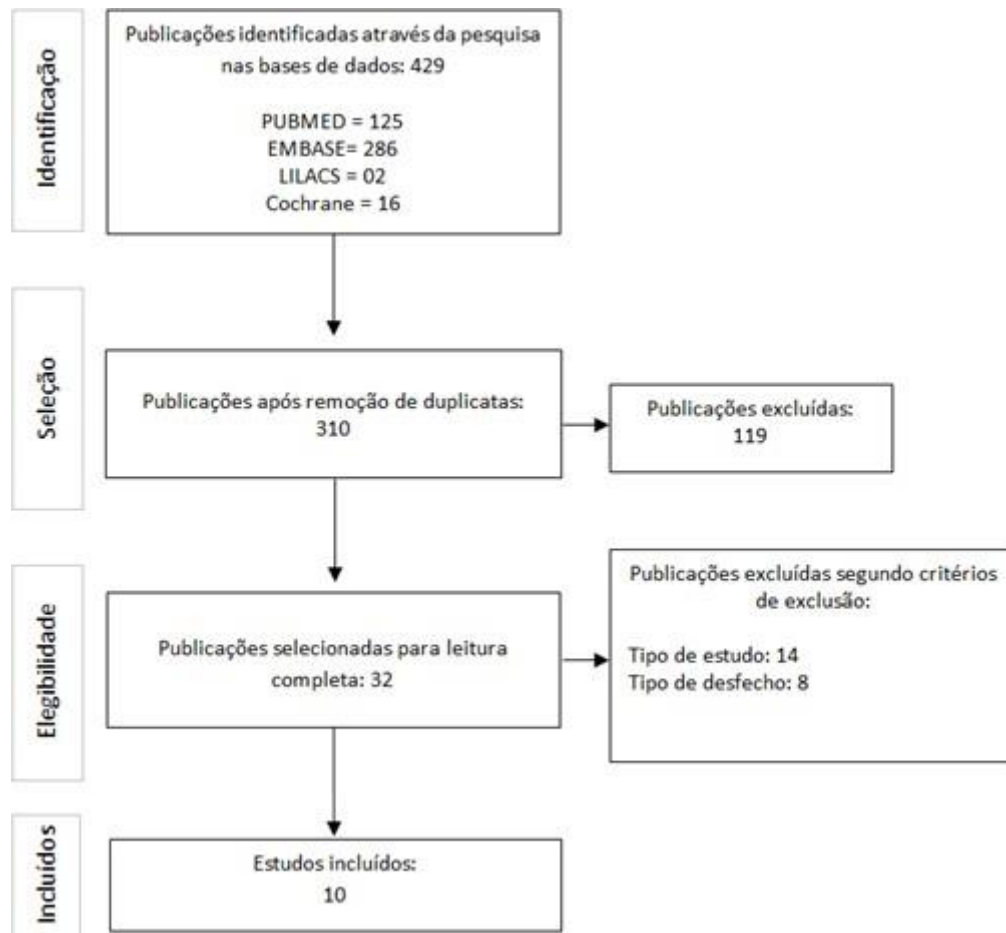 Identificação
Publicações identificadas através da pesquisa
nas bases de dados: 429
PUBMED = 125
EMBASE= 286
LILACS = 02
Cochrane = 16
Seleção
Publicações após remoção de duplicatas:
310
Publicações excluídas:
119
Elegibilidade
Publicações selecionadas para leitura
completa: 32
Publicações excluídas segundo critérios
de exclusão:
Tipo de estudo: 14
Tipo de desfecho: 8
Incluídos
Estudos incluídos:
10